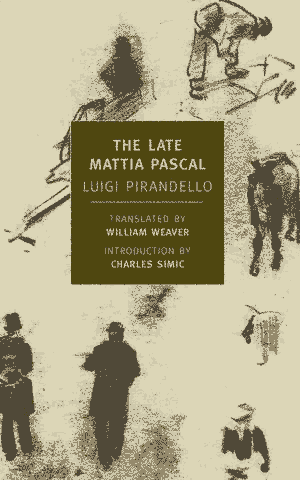 THE LATE
MATTIA PASCAL
LUIGI PIRANDELLO
TRANSLATED BY
WILLIAM WEAVER
INTRODUCTION BY
CHARLES SIMIC